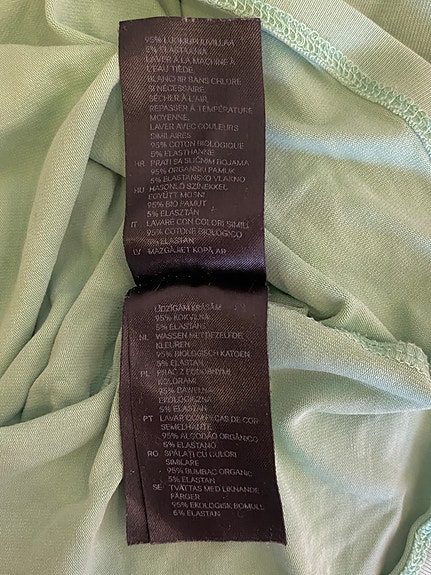 95% LUOMUPUUVILLAA
5% ELASTAANIA
LAVER À LA MACHINE À
L'EAU TIÈDE.
BLANCHIR SANS CHLORE
SI NÉCESSAIRE.
SÉCHER À L'AIR.
REPASSER À TEMPÉRATURE
MOYENNE.
LAVER AVEC COULEURS
SIMILAIRES
95% COTON BIOLOGIQUE
5% ÉLASTHANNE
HR PRATI SA SLIČNIM BOJAMA
95% ORGANSKI PAMUK
5% ELASTANSKO VLAKNO
HU HASONLÓ SZÍNEKKEL
EGYÜTT MOSNI
95% BIO PAMUT
5% ELASZTÁN
IT LAVARE CON COLORI SIMILI
95% COTONE BIOLOGICO
5% ELASTAN
LV MAZGĀJIET KOPĀ AR
LĪDZĪGĀM KRĀSĀM
95% KOKVILNA
5% ELASTĀNS
NL WASSEN MET DEZELFDE
KLEUREN
95% BIOLOGISCH KATOEN
5% ELASTAN
PL PRAĆ Z PODOBNYMI
KOLORAMI
95% BAWEŁNA
EKOLOGICZNA
5% ELASTAN
PT LAVAR COM PEÇAS DE COR
SEMELHANTE
95% ALGODÃO ORGÂNICO
5% ELASTANO
RO SPĂLAȚI CU CULORI
SIMILARE
95% BUMBAC ORGANIC
5% ELASTAN
SE TVÄTTAS MED LIKNANDE
FÄRGER
95% EKOLOGISK BOMULL
5% ELASTAN